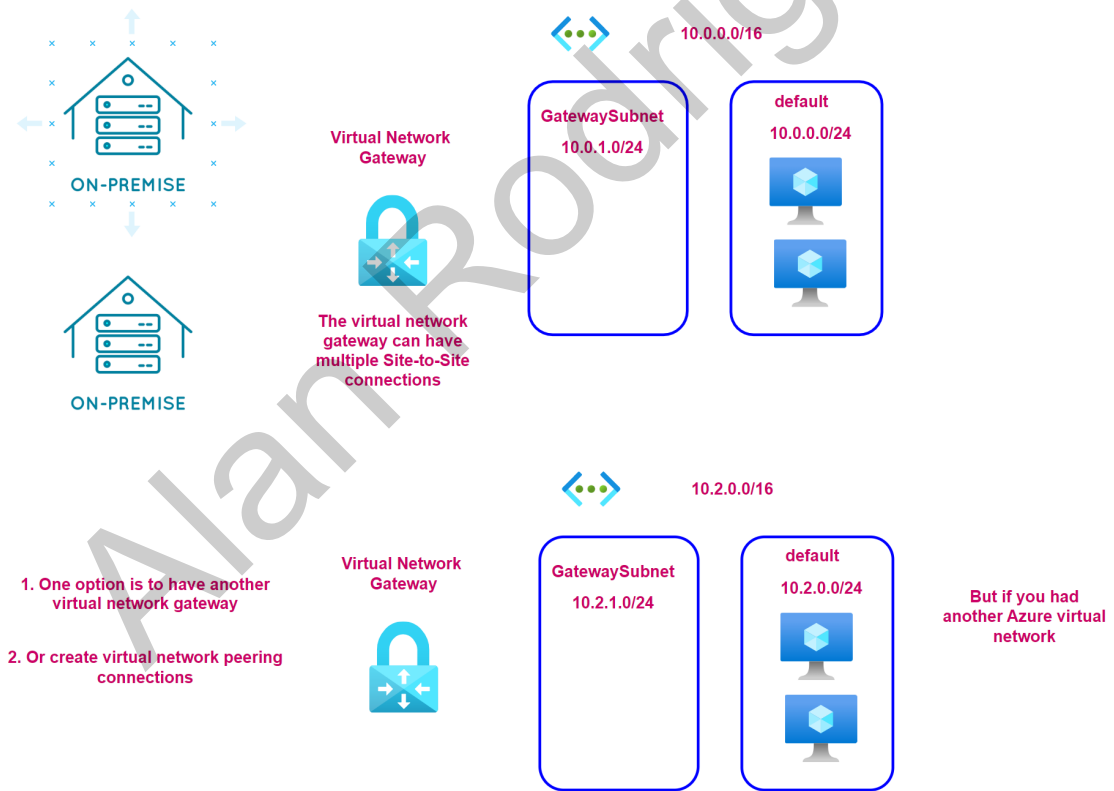 10.0.0.0/16
GatewaySubnet
10.0.1.0/24
default
10.0.0.0/24
Virtual Network
Gateway
ON-PREMISE
The virtual network
gateway can have
multiple Site-to-Site
connections
ON-PREMISE
10.2.0.0/16
GatewaySubnet
10.2.1.0/24
default
10.2.0.0/24
Virtual Network
Gateway
1. One option is to have another
virtual network gateway
2. Or create virtual network peering
connections
But if you had
another Azure virtual
network
Alan Rodrig